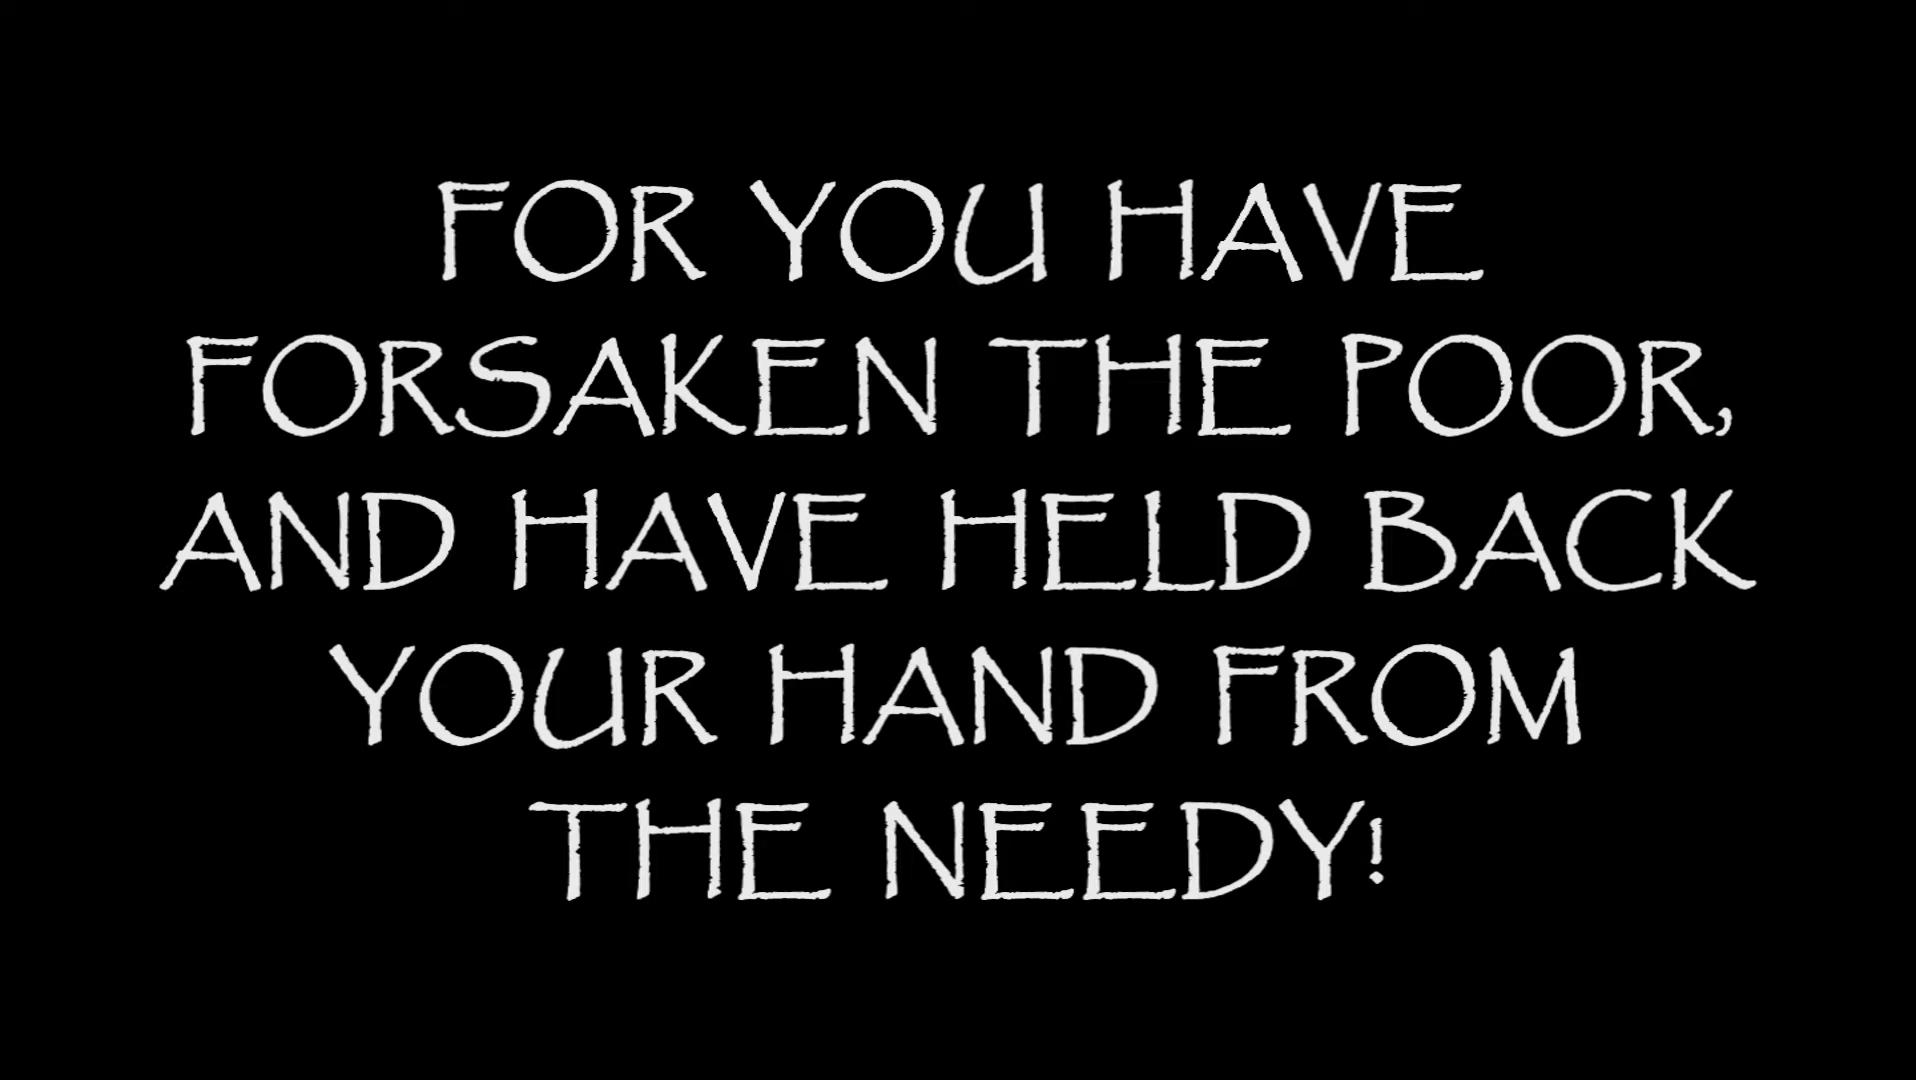 FOR YOU HAVE
FORSAKEN THE POOR,
AND HAVE HELD BACK
YOUR HAND FROM
THE NEEDY!